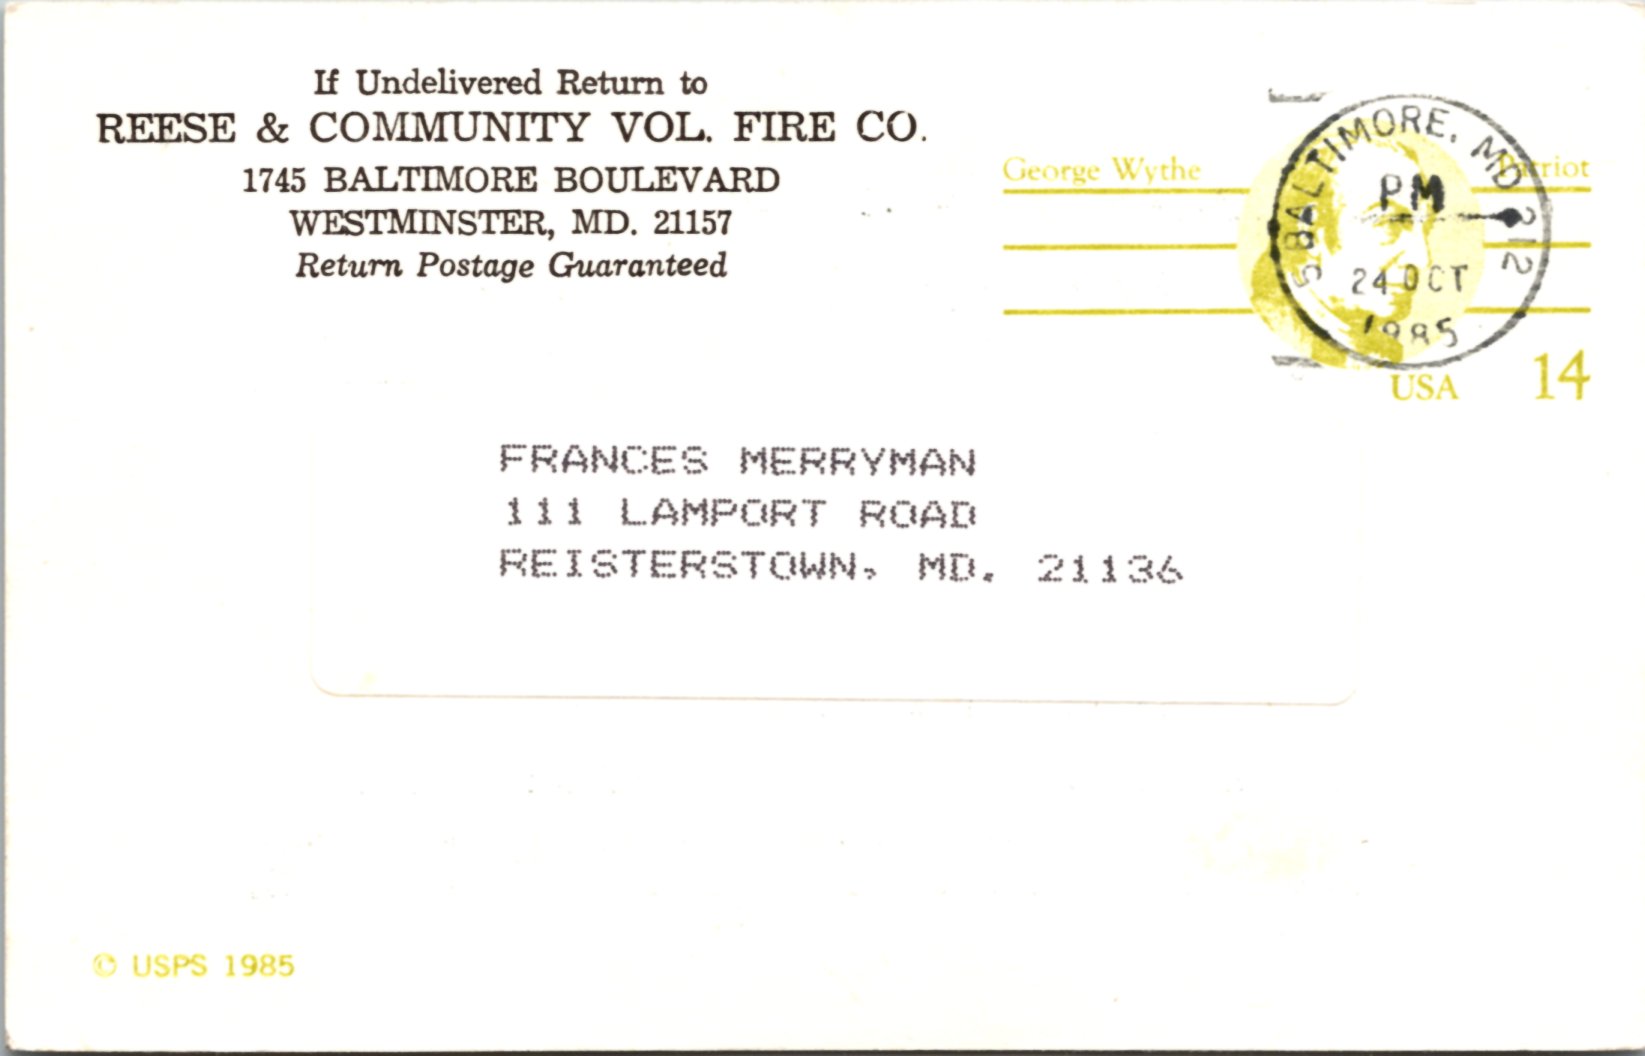 If Undelivered Return to
REESE & COMMUNITY VOL. FIRE CO.
1745 BALTIMORE BOULEVARD
WESTMINSTER, MD. 21157
Return Postage Guaranteed
George Wythe Patriot
BALTIMORE, MD 212
PM
24 OCT
1985
USA 14
FRANCES MERRYMAN
111 LAMPORT ROAD
REISTERSTOWN, MD. 21136
© USPS 1985